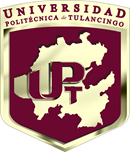 UNIVERSIDAD
POLITÉCNICA de TULANCINGO
UPT